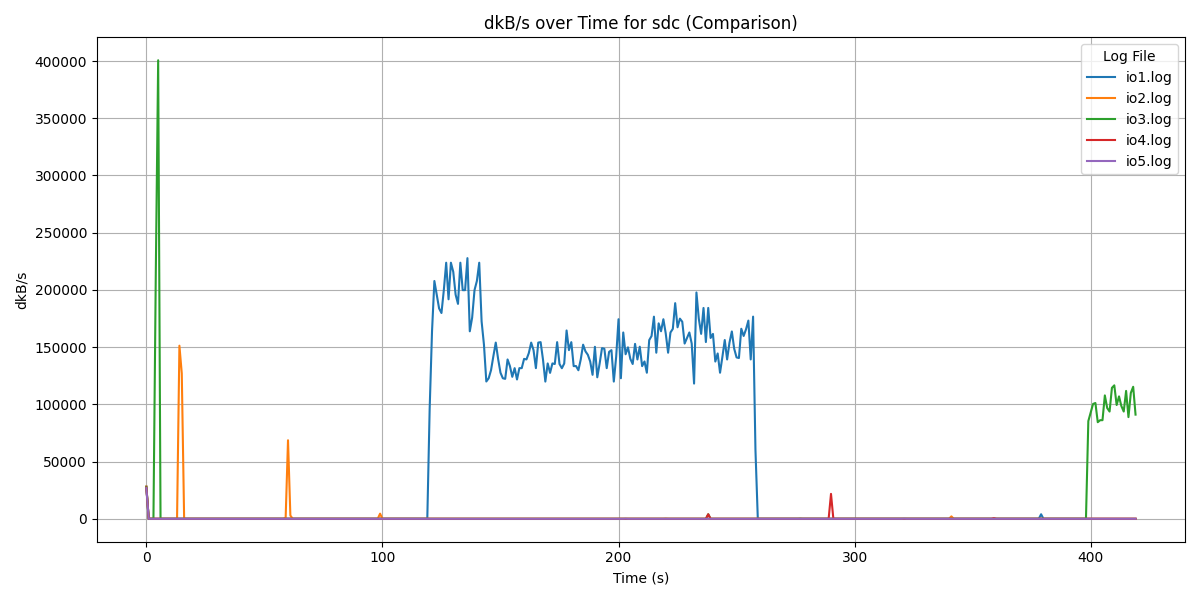 dkB/s over Time for sdc (Comparison)
dkB/s
400000
350000
300000
250000
200000
150000
100000
50000
0
0 100 200 300 400
Time (s)
Log File
io1.log
io2.log
io3.log
io4.log
io5.log